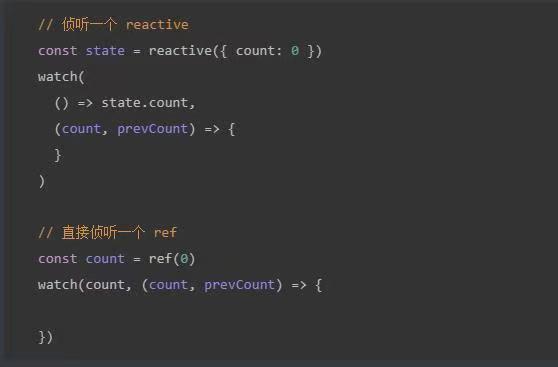 // 侦听一个 reactive
const state = reactive({ count: 0 })
watch(
  () => state.count,
  (count, prevCount) => {
  }
)
// 直接侦听一个 ref
const count = ref(0)
watch(count, (count, prevCount) => {
})